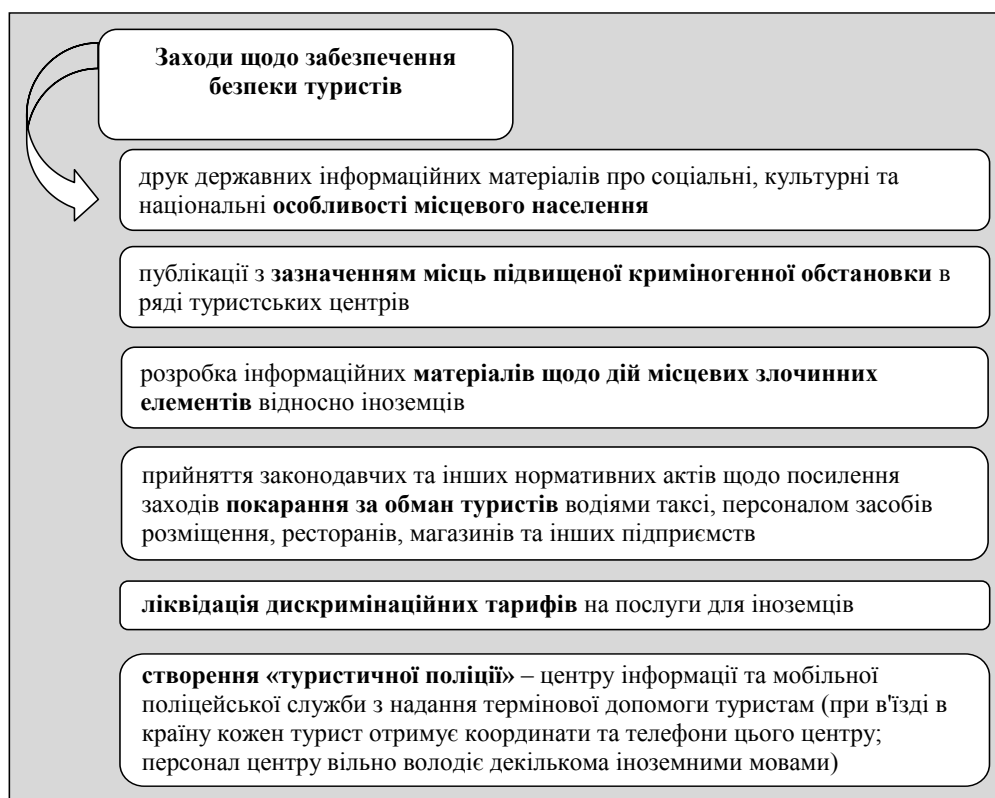 Заходи щодо забезпечення
безпеки туристів
друк державних інформаційних матеріалів про соціальні, культурні та
національні особливості місцевого населення
публікації з зазначенням місць підвищеної криміногенної обстановки в
ряді туристських центрів
розробка інформаційних матеріалів щодо дій місцевих злочинних
елементів відносно іноземців
прийняття законодавчих та інших нормативних актів щодо посилення
заходів покарання за обман туристів водіями таксі, персоналом засобів
розміщення, ресторанів, магазинів та інших підприємств
ліквідація дискримінаційних тарифів на послуги для іноземців
створення «туристичної поліції» – центру інформації та мобільної
поліцейської служби з надання термінової допомоги туристам (при в'їзді в
країну кожен турист отримує координати та телефони цього центру;
персонал центру вільно володіє декількома іноземними мовами)